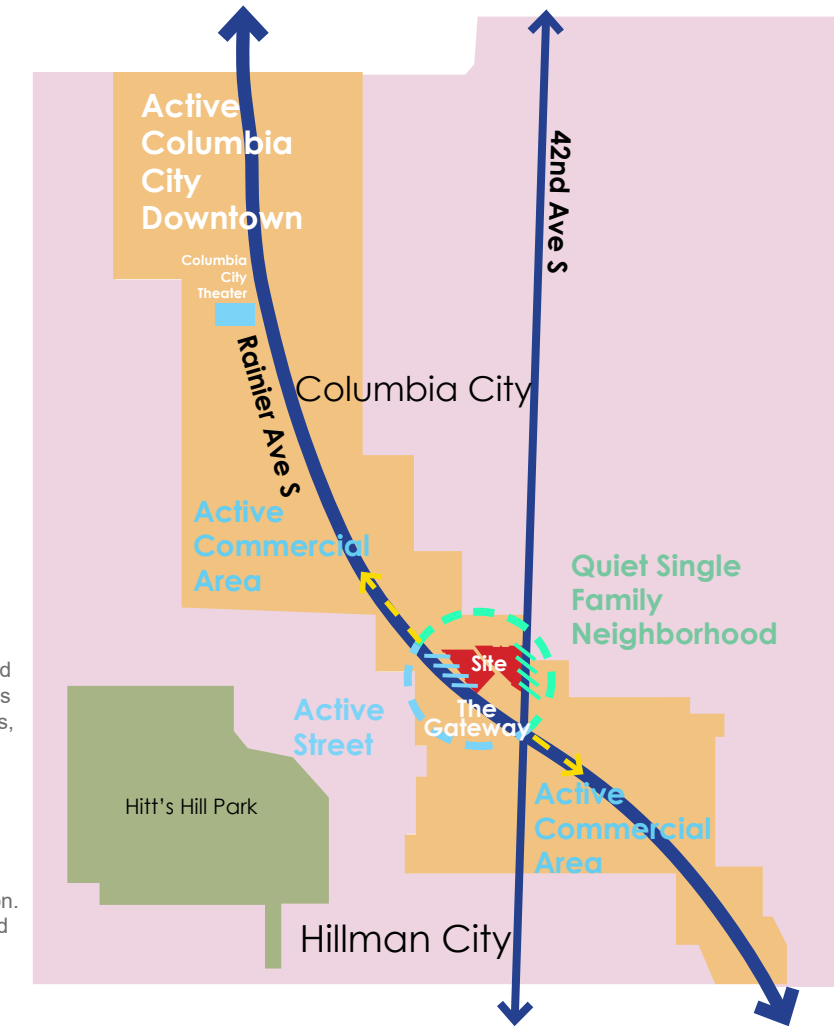 Active
Columbia
City
Downtown
42nd Ave S
Columbia
City
Theater
Rainier Ave S
Columbia City
Active
Commercial
Area
Quiet Single
Family
Neighborhood
Site
The
Gateway
Active
Street
Hitt's Hill Park
Active
Commercial
Area
Hillman City